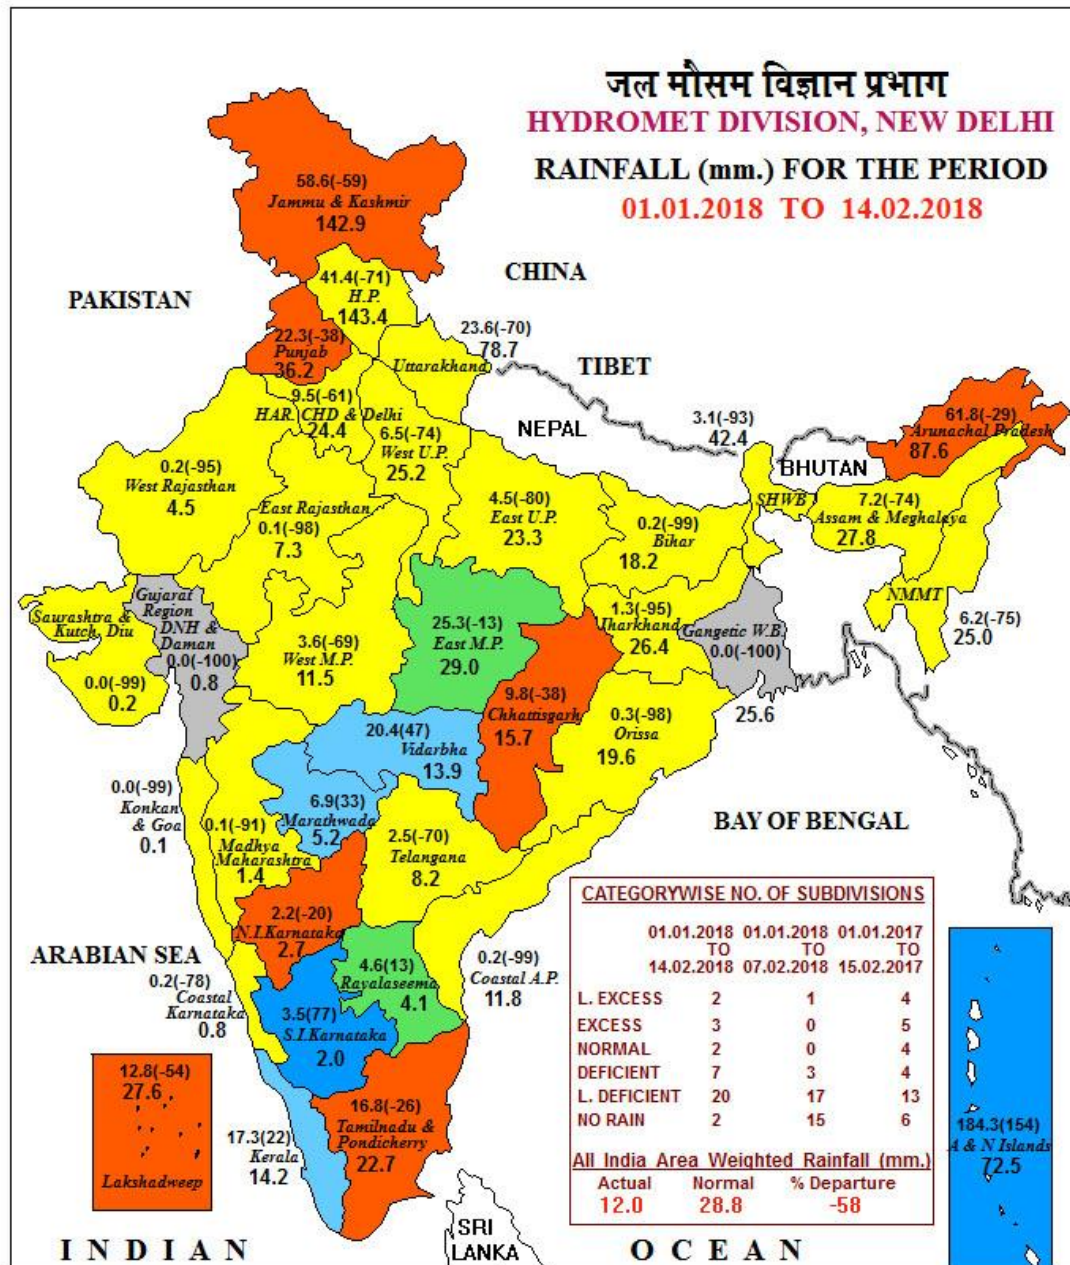 जल मौसम विज्ञान प्रभाग
HYDROMET DIVISION, NEW DELHI
RAINFALL (mm.) FOR THE PERIOD
01.01.2018 TO 14.02.2018
58.6(-59)
Jammu & Kashmir
142.9
CHINA
PAKISTAN
41.4(-71)
H.P.
143.4
22.3(-38)
Punjab
36.2
23.6(-70)
78.7
Uttarakhand
TIBET
9.5(-61)
HAR. CHD & Delhi
24.4
NEPAL
3.1(-93)
42.4
61.8(-29)
Arunachal Pradesh
87.6
6.5(-74)
West U.P.
25.2
BHUTAN
0.2(-95)
West Rajasthan
4.5
East Rajasthan
0.1(-98)
7.3
4.5(-80)
East U.P.
23.3
0.2(-99)
Bihar
18.2
SHWB
7.2(-74)
Assam & Meghalaya
27.8
NMMT
6.2(-75)
25.0
Saurashtra &
Kutch, Diu
0.0(-99)
0.2
Gujarat
Region
DNH &
Daman
0.0(-100)
0.8
3.6(-69)
West M.P.
11.5
25.3(-13)
East M.P.
29.0
1.3(-95)
Jharkhand
26.4
Gangetic W.B.
0.0(-100)
25.6
9.8(-38)
Chhattisgarh
15.7
0.3(-98)
Orissa
19.6
20.4(47)
Vidarbha
13.9
0.0(-99)
Konkan
& Goa
0.1
0.1(-91)
Madhya
Maharashtra
1.4
6.9(33)
Marathwada
5.2
2.5(-70)
Telangana
8.2
BAY OF BENGAL
2.2(-20)
N.I.Karnataka
2.7
ARABIAN SEA
0.2(-78)
Coastal
Karnataka
0.8
4.6(13)
Rayalaseema
4.1
0.2(-99)
Coastal A.P.
11.8
3.5(77)
S.I.Karnataka
2.0
12.8(-54)
27.6
Lakshadweep
17.3(22)
Kerala
14.2
16.8(-26)
Tamilnadu &
Pondicherry
22.7
CATEGORYWISE NO. OF SUBDIVISIONS
01.01.2018 01.01.2018 01.01.2017
TO TO TO
14.02.2018 07.02.2018 15.02.2017
L. EXCESS 2 1 4
EXCESS 3 0 5
NORMAL 2 0 4
DEFICIENT 7 3 4
L. DEFICIENT 20 17 13
NO RAIN 2 15 6
All India Area Weighted Rainfall (mm.)
Actual Normal % Departure
12.0 28.8 -58
184.3(154)
A & N Islands
72.5
SRI
LANKA
INDIAN OCEAN